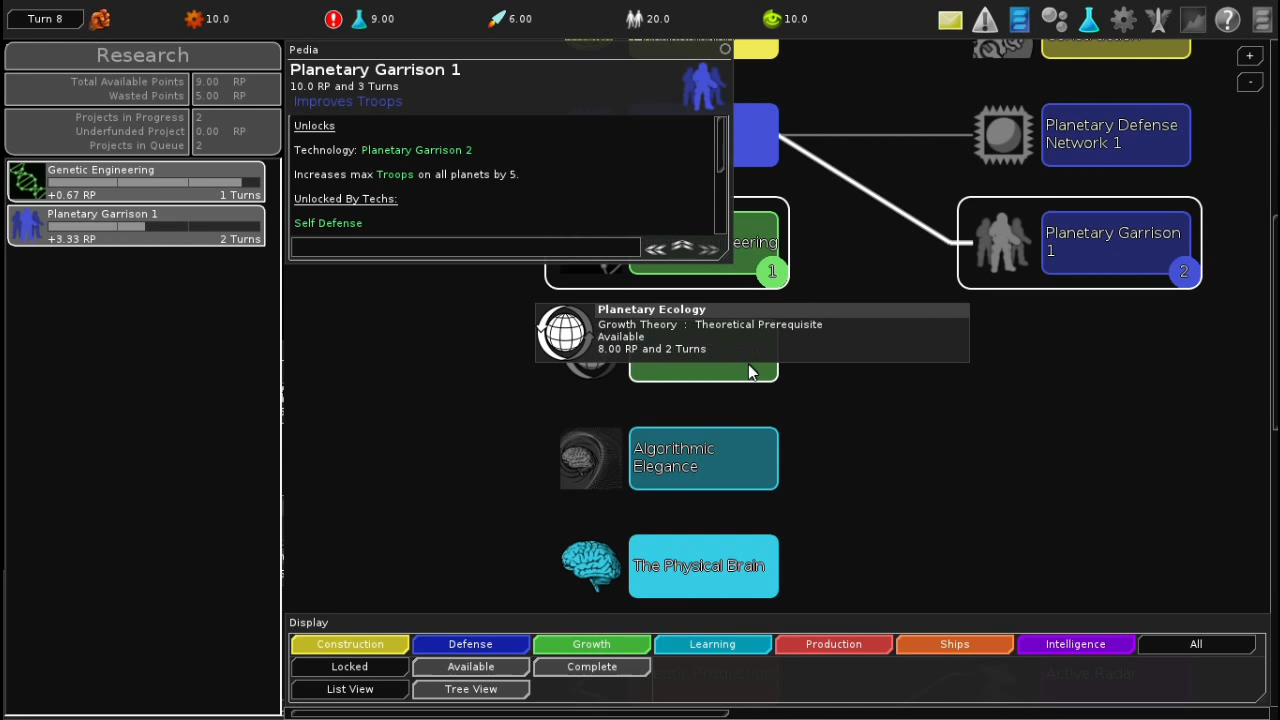 Turn 8
10.0
9.00
6.00
20.0
10.0
Research
Total Available Points 9.00 RP
Wasted Points 5.00 RP
Projects in Progress 2
Underfunded Project 0.00 RP
Projects in Queue 2
Genetic Engineering
+0.67 RP 1 Turns
Planetary Garrison 1
+3.33 RP 2 Turns
Pedia
Planetary Garrison 1
10.0 RP and 3 Turns
Improves Troops
Unlocks
Technology: Planetary Garrison 2
Increases max Troops on all planets by 5.
Unlocked By Techs:
Self Defense
+
-
Planetary Defense
Network 1
eering
1
Planetary Garrison
1
2
Planetary Ecology
Growth Theory : Theoretical Prerequisite
Available
8.00 RP and 2 Turns
Algorithmic
Elegance
The Physical Brain
Display
Construction Defense Growth Learning Production Ships Intelligence All
Locked Available Complete
List View Tree View
Active Radar